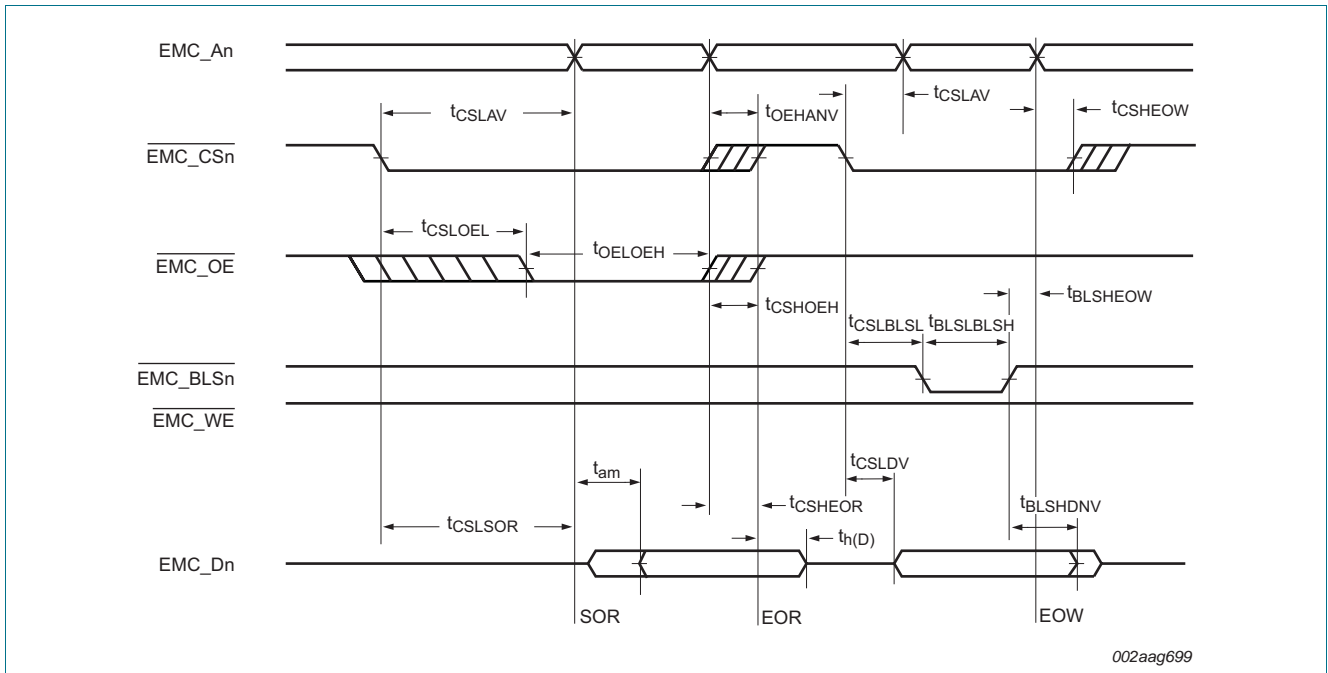 EMC_An
tCSLAV
tOEHANV
tCSLAV
tCSHEOW
EMC_CSn
tCSLOEL
tOELOEH
EMC_OE
tCSHOEH
tBLSHEOW
tCSLBLSL
tBLSLBLSH
EMC_BLSn
EMC_WE
tam
tCSLDV
tCSHEOR
tBLSHDNV
tCSLSOR
th(D)
EMC_Dn
SOR
EOR
EOW
002aag699